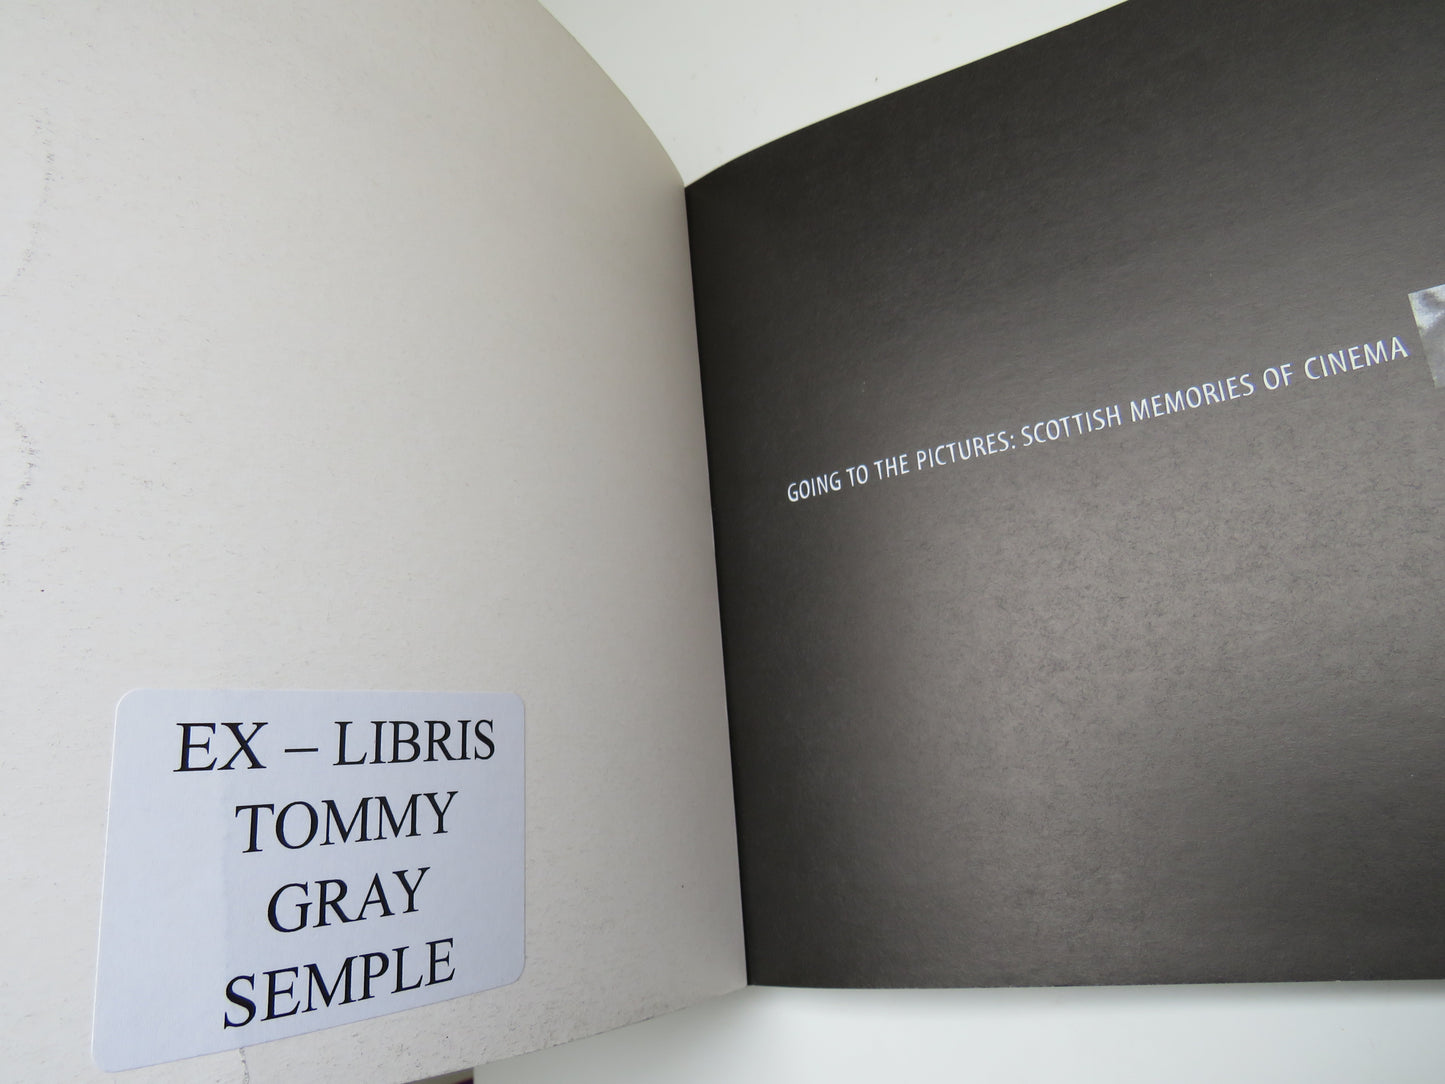 EX – LIBRIS
TOMMY
GRAY
SEMPLE
GOING TO THE PICTURES: SCOTTISH MEMORIES OF CINEMA